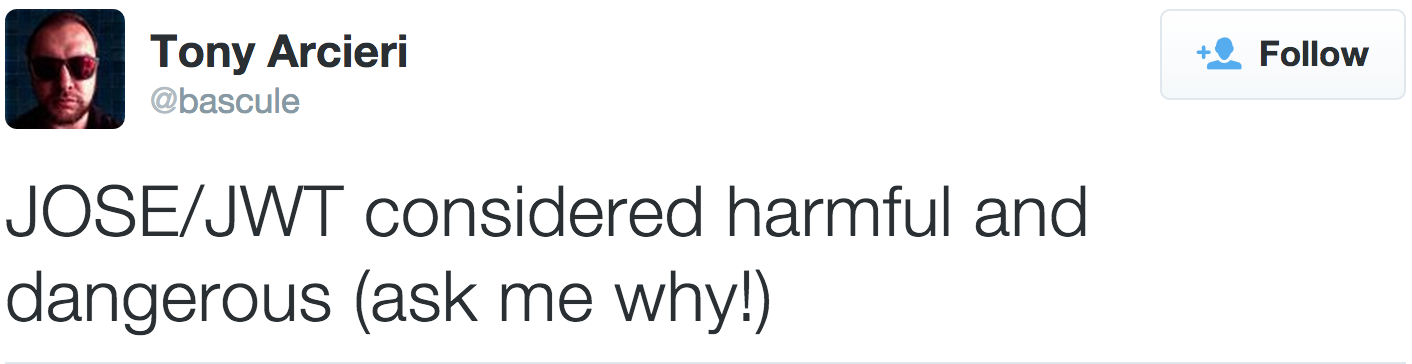 Tony Arcieri
@bascule
Follow
JOSE/JWT considered harmful and
dangerous (ask me why!)